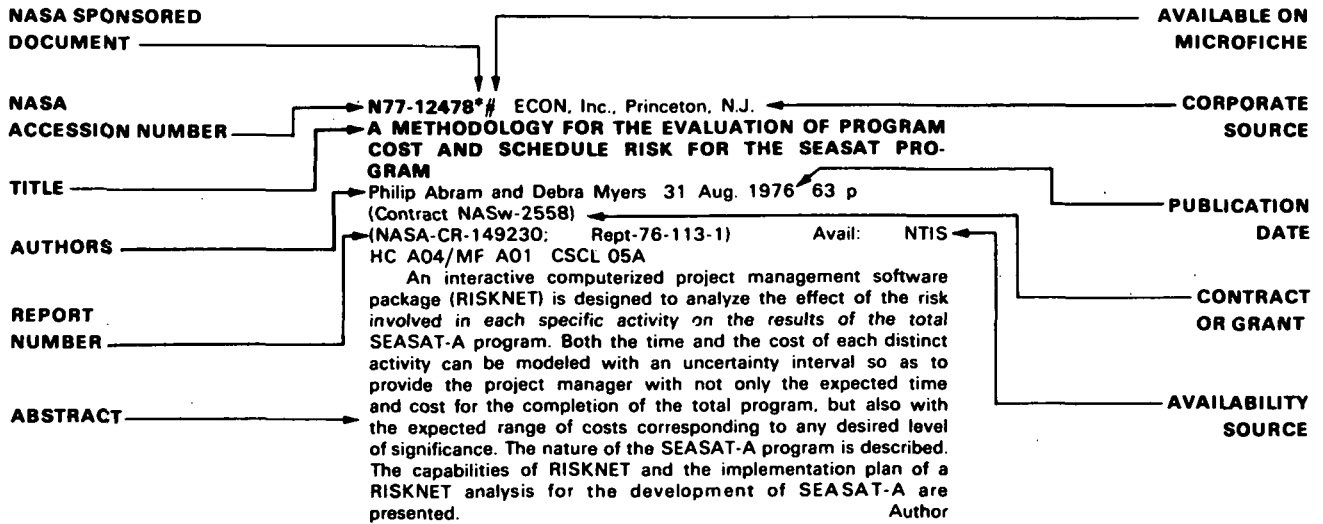 NASA SPONSORED
DOCUMENT
AVAILABLE ON
MICROFICHE
NASA
ACCESSION NUMBER
N77-12478*# ECON, Inc., Princeton, N.J.
CORPORATE
SOURCE
A METHODOLOGY FOR THE EVALUATION OF PROGRAM
COST AND SCHEDULE RISK FOR THE SEASAT PRO-
GRAM
TITLE
Philip Abram and Debra Myers 31 Aug. 1976 63 p
(Contract NASw-2558)
PUBLICATION
DATE
AUTHORS
(NASA-CR-149230; Rept-76-113-1) Avail: NTIS
HC A04/MF A01 CSCL 05A
An interactive computerized project management software
package (RISKNET) is designed to analyze the effect of the risk
involved in each specific activity on the results of the total
SEASAT-A program. Both the time and the cost of each distinct
activity can be modeled with an uncertainty interval so as to
provide the project manager with not only the expected time
and cost for the completion of the total program, but also with
the expected range of costs corresponding to any desired level
of significance. The nature of the SEASAT-A program is described.
The capabilities of RISKNET and the implementation plan of a
RISKNET analysis for the development of SEASAT-A are
presented. Author
REPORT
NUMBER
CONTRACT
OR GRANT
ABSTRACT
AVAILABILITY
SOURCE